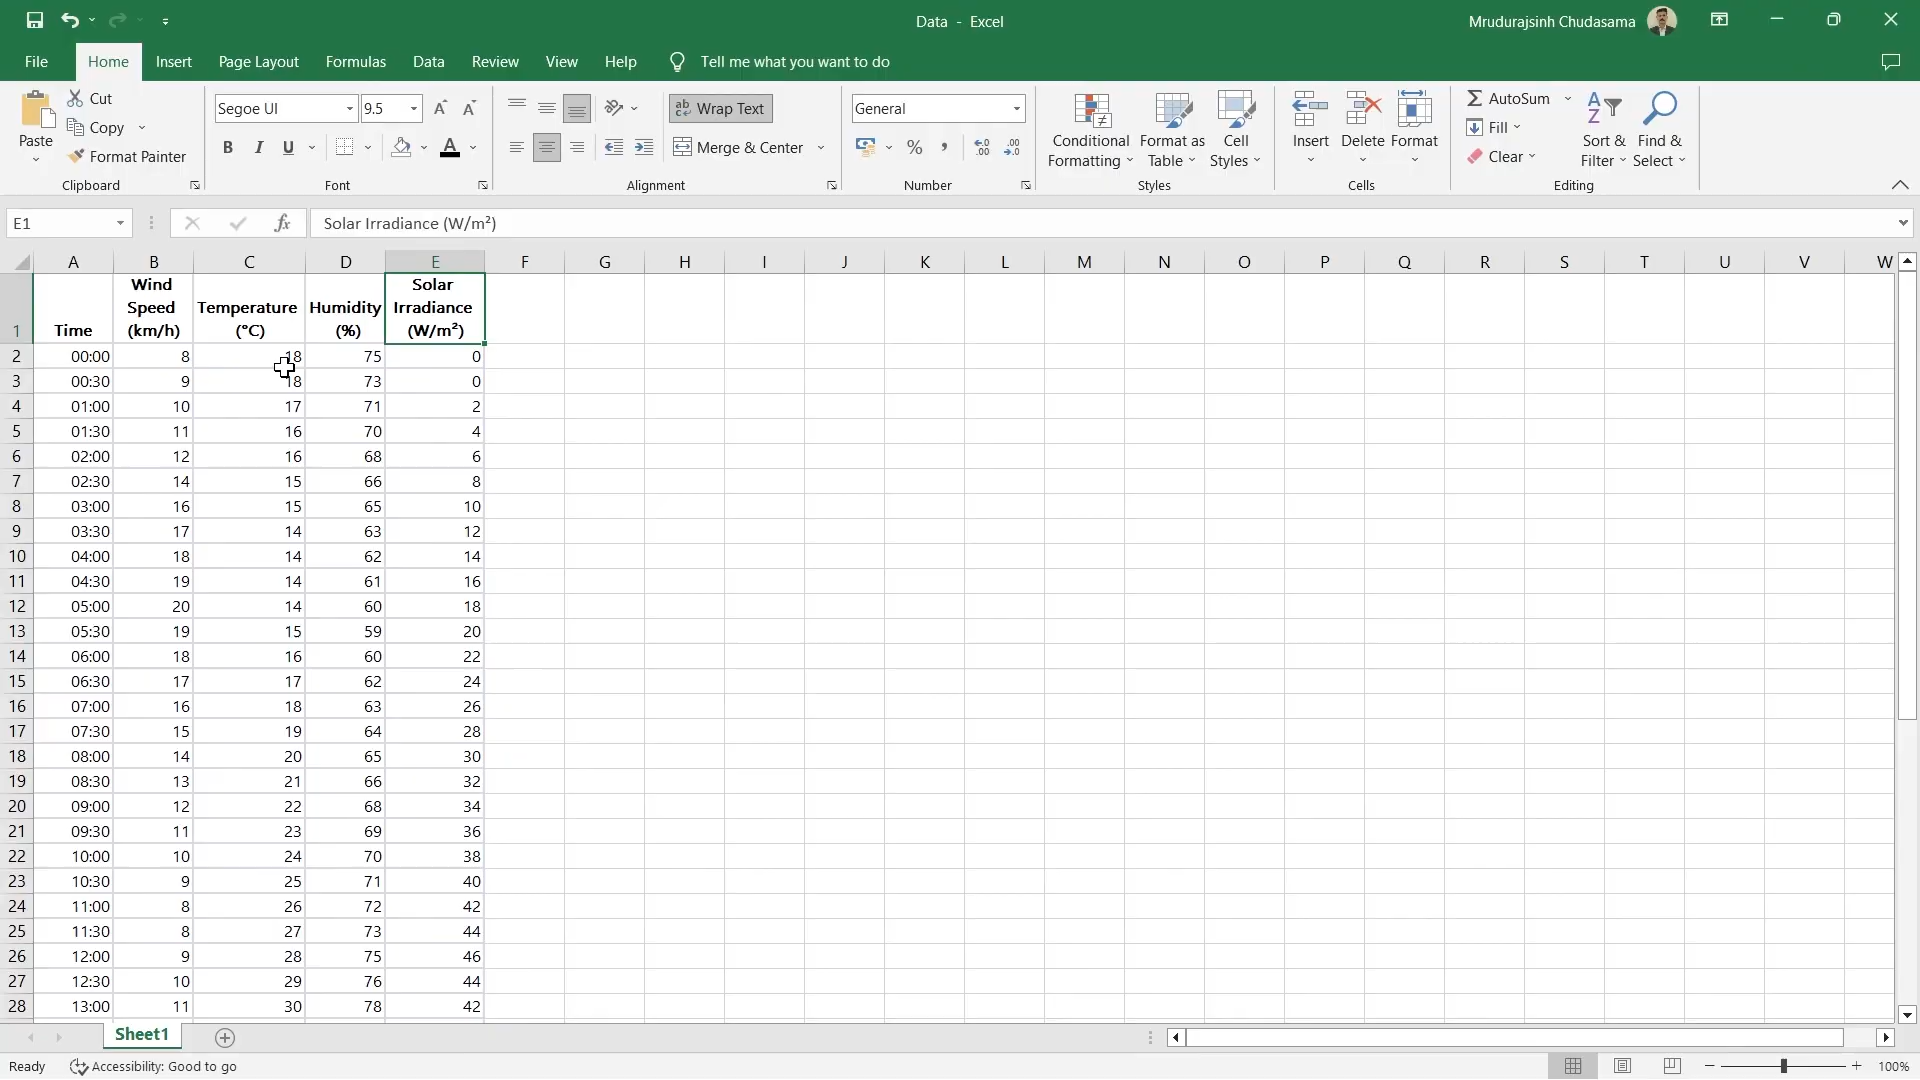 Data - Excel
Mrudurajsinh Chudasama
File Home Insert Page Layout Formulas Data Review View Help Tell me what you want to do
Paste
Cut
Copy
Format Painter
Clipboard
Segoe UI 9.5 A A
B I U A
Font
ab Wrap Text
Merge & Center
Alignment
General
% ,
Number
Conditional Formatting
Format as Table
Cell Styles
Styles
Insert Delete Format
Cells
AutoSum
Fill
Clear
Sort & Filter
Find & Select
Editing
E1 fx Solar Irradiance (W/m²)
A B C D E F G H I J K L M N O P Q R S T U V W
1 Time Wind Speed (km/h) Temperature (°C) Humidity (%) Solar Irradiance (W/m²)
2 00:00 8 18 75 0
3 00:30 9 18 73 0
4 01:00 10 17 71 2
5 01:30 11 16 70 4
6 02:00 12 16 68 6
7 02:30 14 15 66 8
8 03:00 16 15 65 10
9 03:30 17 14 63 12
10 04:00 18 14 62 14
11 04:30 19 14 61 16
12 05:00 20 14 60 18
13 05:30 19 15 59 20
14 06:00 18 16 60 22
15 06:30 17 17 62 24
16 07:00 16 18 63 26
17 07:30 15 19 64 28
18 08:00 14 20 65 30
19 08:30 13 21 66 32
20 09:00 12 22 68 34
21 09:30 11 23 69 36
22 10:00 10 24 70 38
23 10:30 9 25 71 40
24 11:00 8 26 72 42
25 11:30 8 27 73 44
26 12:00 9 28 75 46
27 12:30 10 29 76 44
28 13:00 11 30 78 42
Sheet1
Ready Accessibility: Good to go 100%